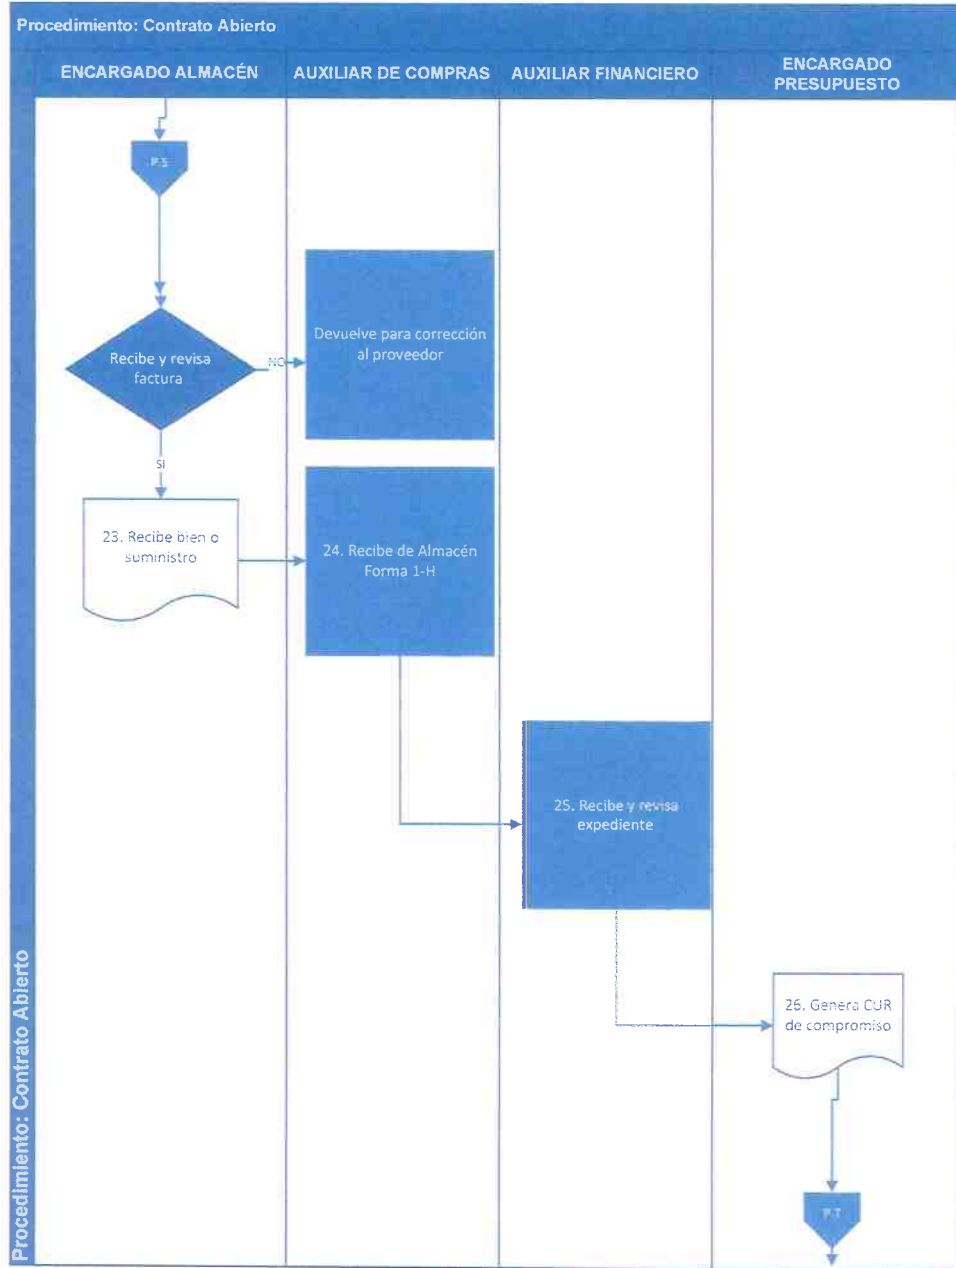 Procedimiento: Contrato Abierto
ENCARGADO ALMACÉN
AUXILIAR DE COMPRAS
AUXILIAR FINANCIERO
ENCARGADO
PRESUPUESTO
P-S
Recibe y revisa
factura
NO
Devuelve para corrección
al proveedor
SI
23. Recibe bien o
suministro
24. Recibe de Almacén
Forma 1-H
25. Recibe y revisa
expediente
26. Genera CUR
de compromiso
P-T
Procedimiento: Contrato Abierto